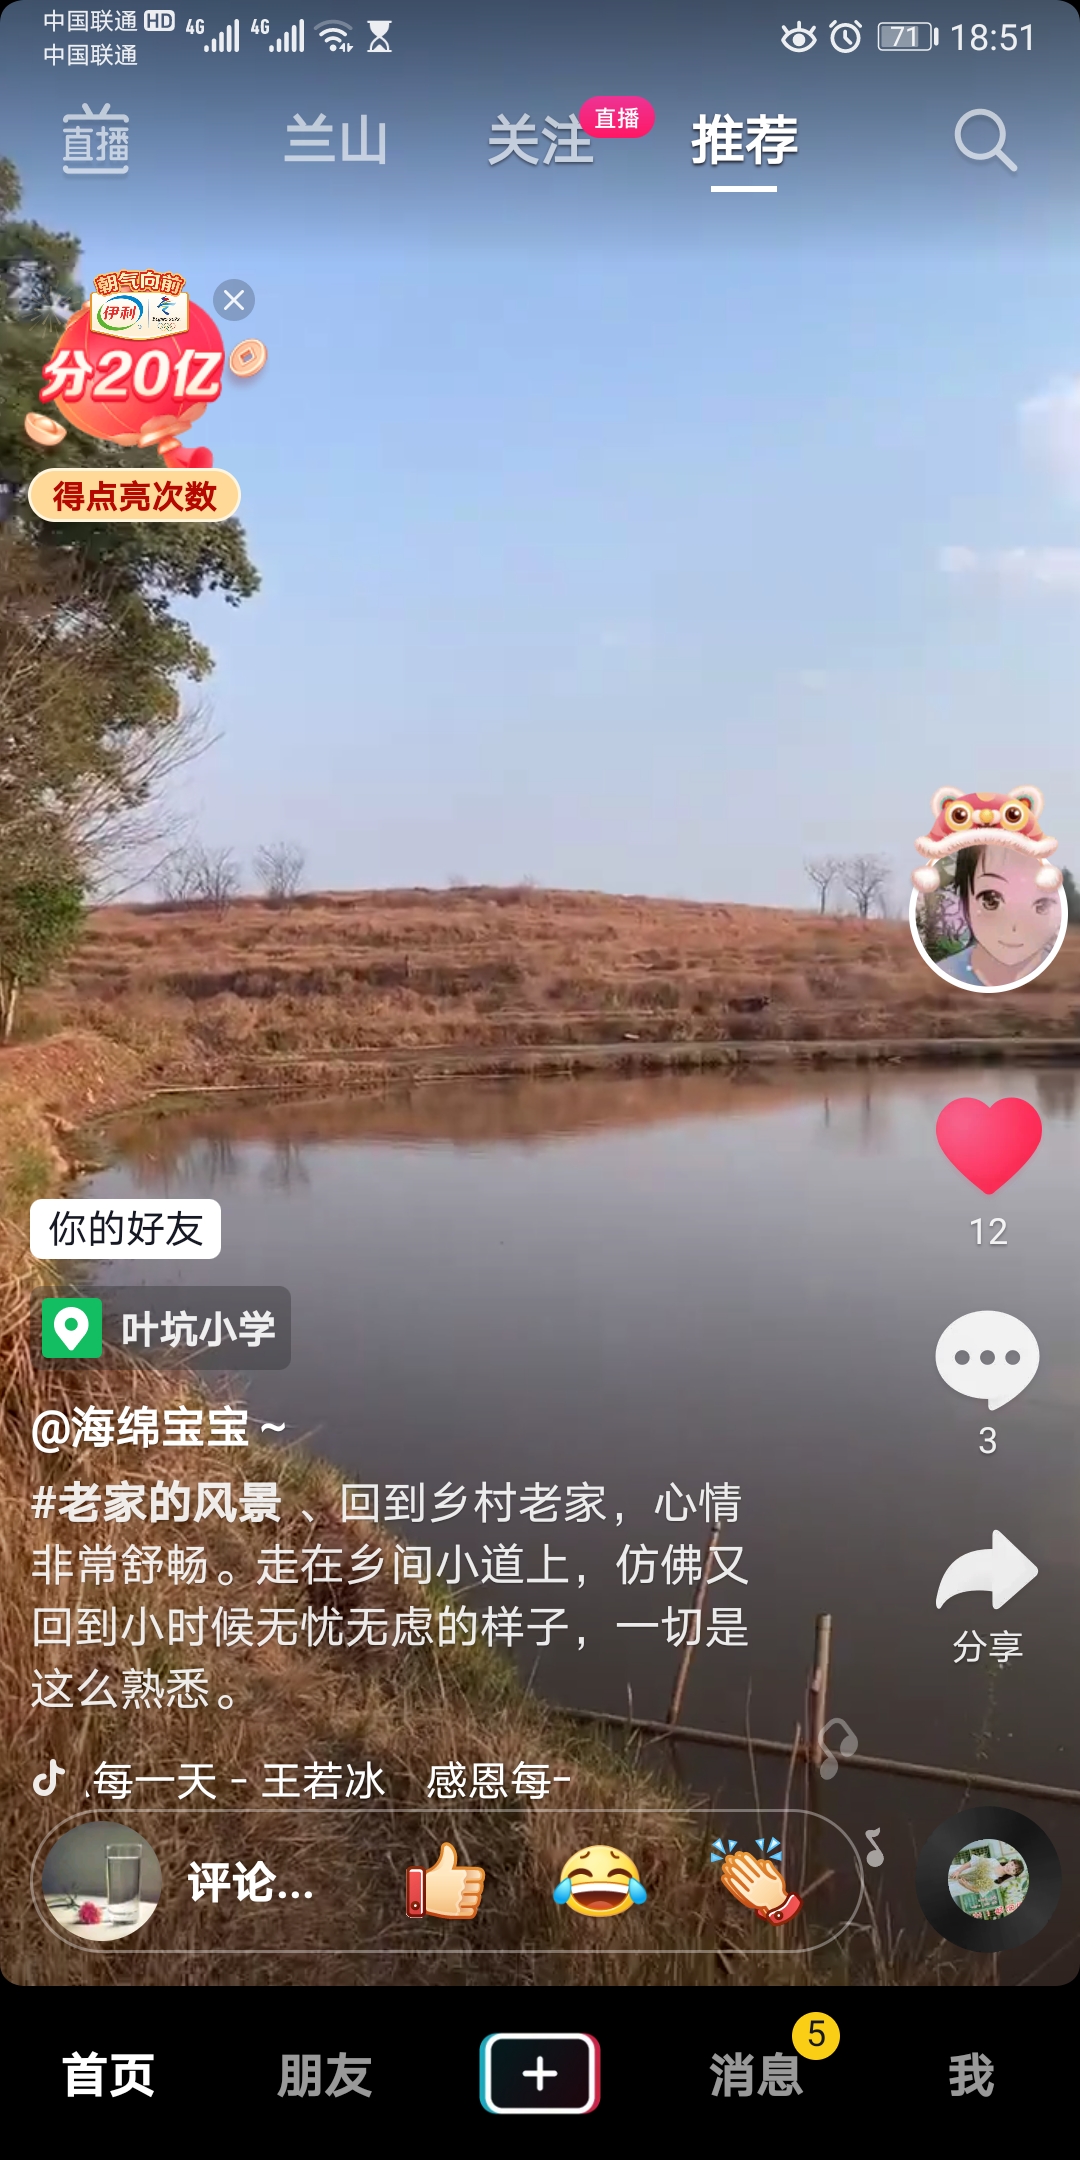 中国联通 HD 4G 4G 71 18:51
中国联通
直播 兰山 关注 直播 推荐
朝气向前
伊利
分20亿
得点亮次数
你的好友
12
叶坑小学
@海绵宝宝~
3
#老家的风景 、回到乡村老家，心情
非常舒畅。走在乡间小道上，仿佛又
回到小时候无忧无虑的样子，一切是
这么熟悉。
分享
每一天 - 王若冰 感恩每一
评论...
首页 朋友 消息 5 我